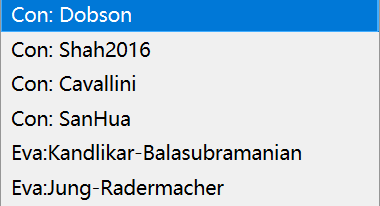 Con: Dobson
Con: Shah2016
Con: Cavallini
Con: SanHua
Eva:Kandlikar-Balasubramanian
Eva:Jung-Radermacher